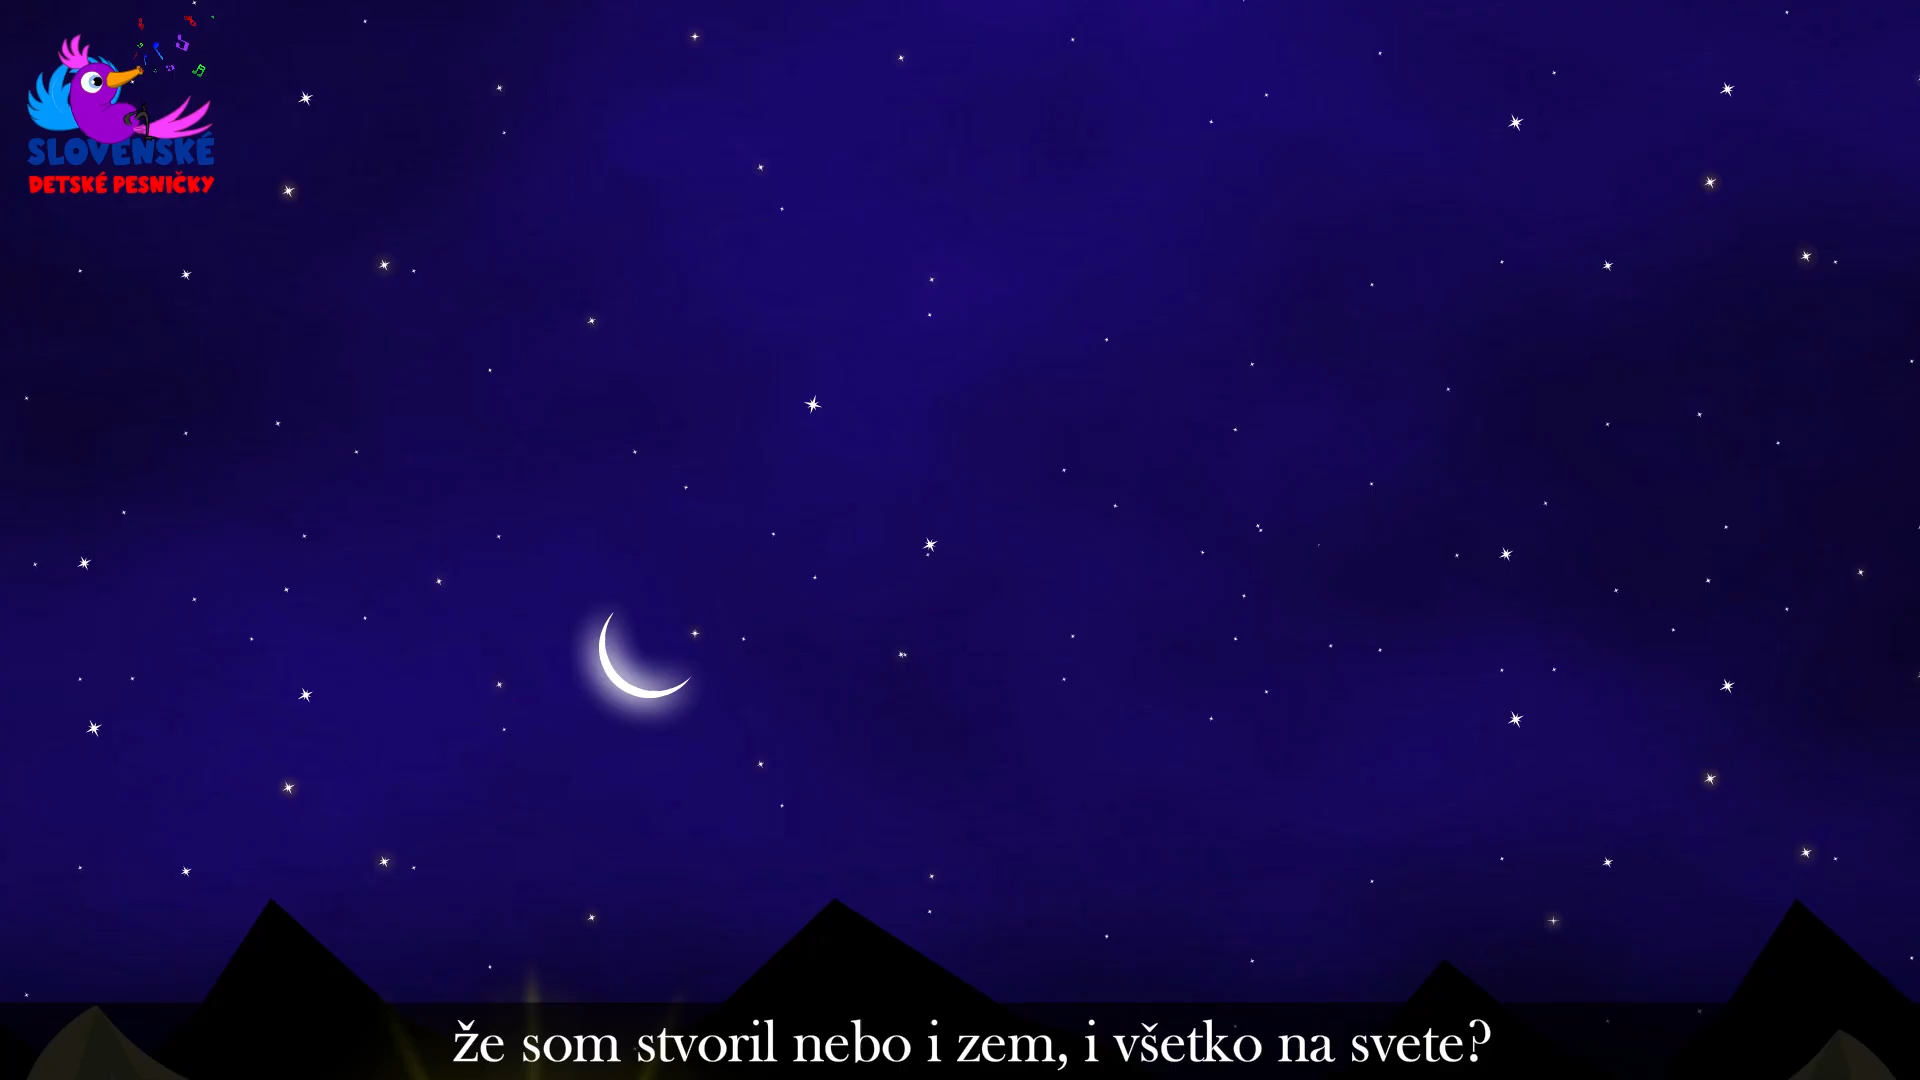 SLOVENSKÉ
DETSKÉ PESNIČKY
že som stvoril nebo i zem, i všetko na svete?